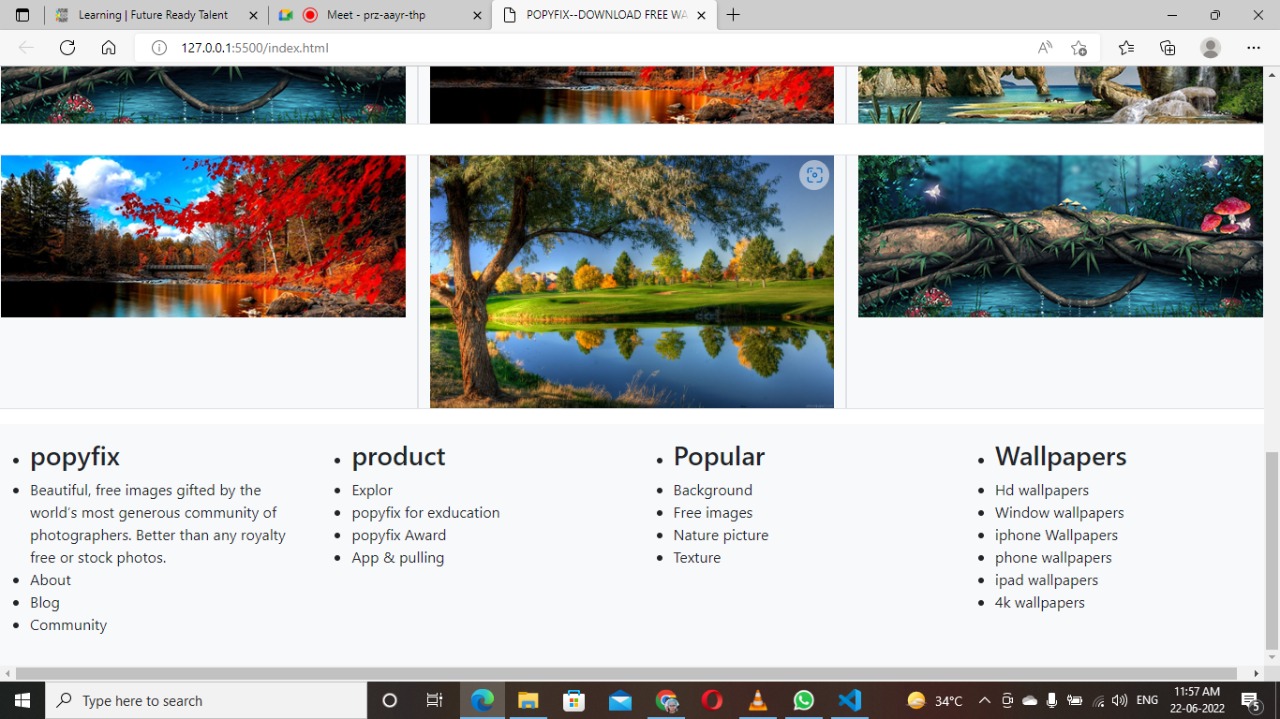 Learning | Future Ready Talent
Meet - prz-aayr-thp
POPYFIX--DOWNLOAD FREE WA
127.0.0.1:5500/index.html
popyfix
Beautiful, free images gifted by the
world's most generous community of
photographers. Better than any royalty
free or stock photos.
About
Blog
Community
product
Explor
popyfix for exducation
popyfix Award
App & pulling
Popular
Background
Free images
Nature picture
Texture
Wallpapers
Hd wallpapers
Window wallpapers
iphone Wallpapers
phone wallpapers
ipad wallpapers
4k wallpapers
Type here to search
34°C
ENG
11:57 AM
22-06-2022
5